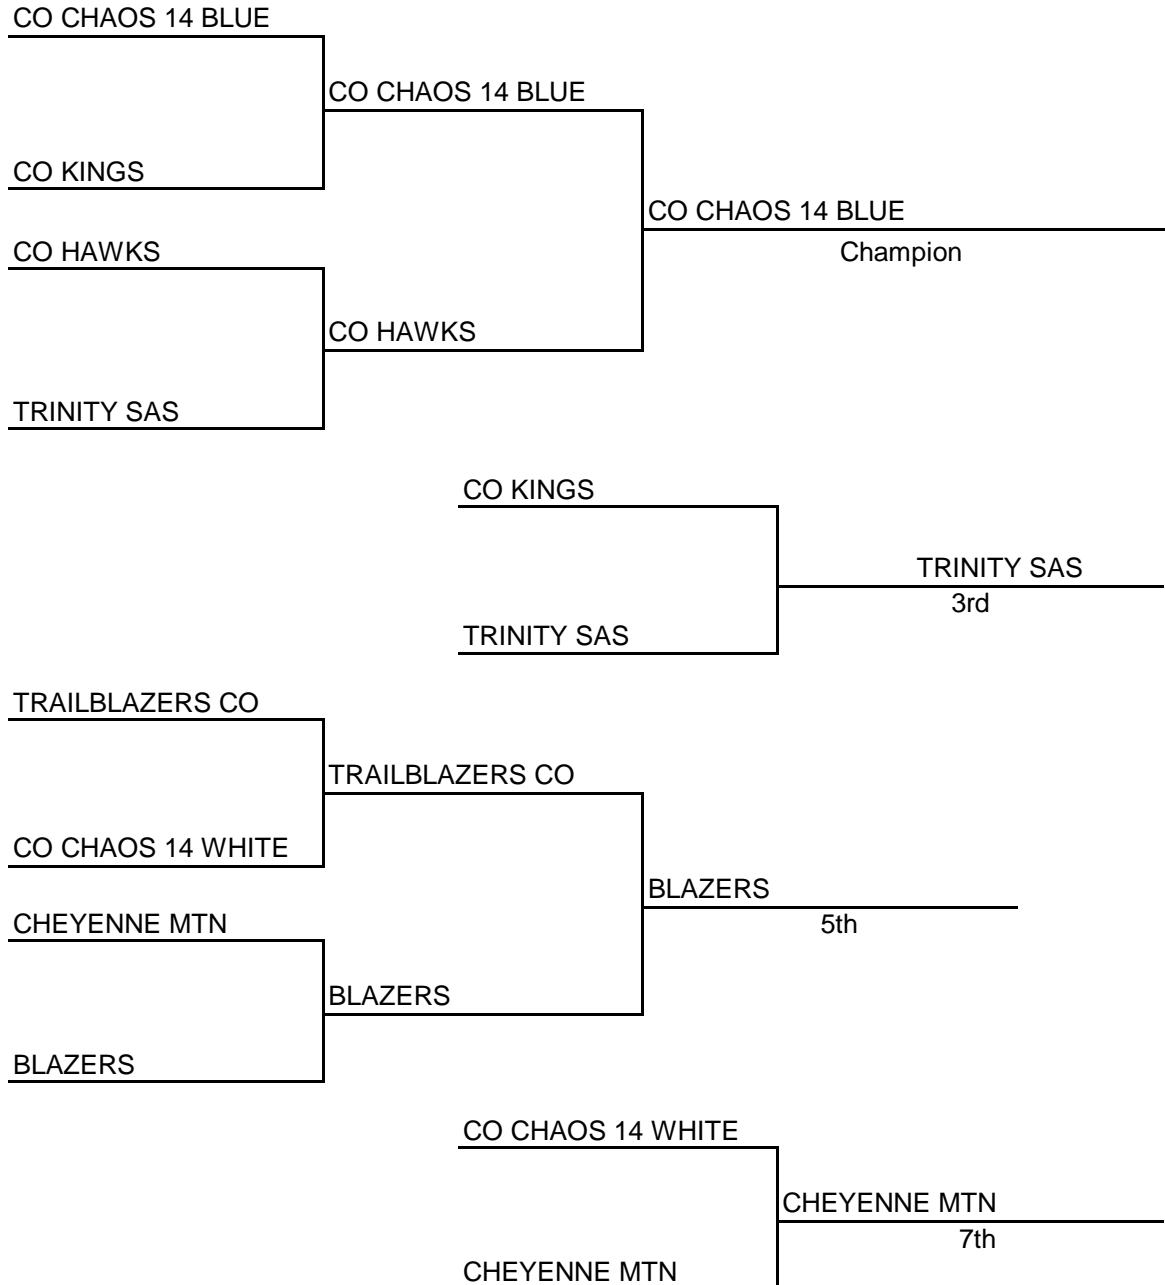 CO CHAOS 14 BLUE
CO CHAOS 14 BLUE
CO KINGS
CO CHAOS 14 BLUE
CO HAWKS
Champion
CO HAWKS
TRINITY SAS
CO KINGS
TRINITY SAS
3rd
TRINITY SAS
TRAILBLAZERS CO
TRAILBLAZERS CO
CO CHAOS 14 WHITE
BLAZERS
CHEYENNE MTN
5th
BLAZERS
BLAZERS
CO CHAOS 14 WHITE
CHEYENNE MTN
7th
CHEYENNE MTN